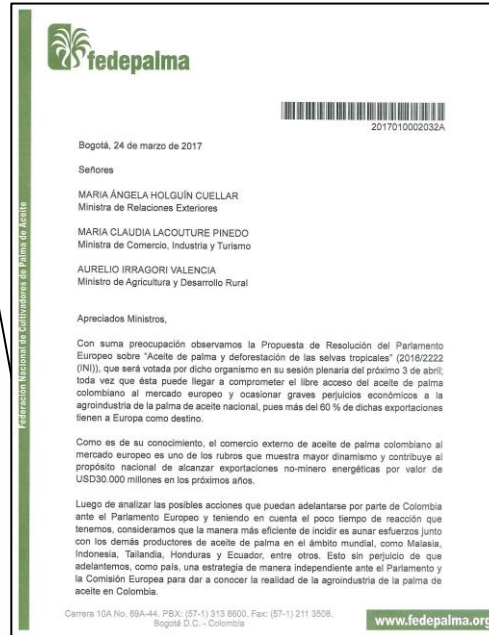 fedepalma
2017010002032A
Bogotá, 24 de marzo de 2017
Señores
MARIA ÁNGELA HOLGUÍN CUELLAR
Ministra de Relaciones Exteriores
MARIA CLAUDIA LACOUTURE PINEDO
Ministra de Comercio, Industria y Turismo
AURELIO IRRAGORI VALENCIA
Ministro de Agricultura y Desarrollo Rural
Apreciados Ministros,
Con suma preocupación observamos la Propuesta de Resolución del Parlamento
Europeo sobre “Aceite de palma y deforestación de las selvas tropicales” (2016/2222
(INI)), que será votada por dicho organismo en su sesión plenaria del próximo 3 de abril;
toda vez que ésta puede llegar a comprometer el libre acceso del aceite de palma
colombiano al mercado europeo y ocasionar graves perjuicios económicos a la
agroindustria de la palma de aceite nacional, pues más del 60 % de dichas exportaciones
tienen a Europa como destino.
Como es de su conocimiento, el comercio externo de aceite de palma colombiano al
mercado europeo es uno de los rubros que muestra mayor dinamismo y contribuye al
propósito nacional de alcanzar exportaciones no-minero energéticas por valor de
USD30.000 millones en los próximos años.
Luego de analizar las posibles acciones que puedan adelantarse por parte de Colombia
ante el Parlamento Europeo y teniendo en cuenta el poco tiempo de reacción que
tenemos, consideramos que la manera más eficiente de incidir es aunar esfuerzos junto
con los demás productores de aceite de palma en el ámbito mundial, como Malasia,
Indonesia, Tailandia, Honduras y Ecuador, entre otros. Esto sin perjuicio de que
adelantemos, como país, una estrategia de manera independiente ante el Parlamento y
la Comisión Europea para dar a conocer la realidad de la agroindustria de la palma de
aceite en Colombia.
Federación Nacional de Cultivadores de Palma de Aceite
Carrera 10A No. 69A-44, PBX: (57-1) 313 8600. Fax: (57-1) 211 3508.
Bogotá D.C. - Colombia
www.fedepalma.org